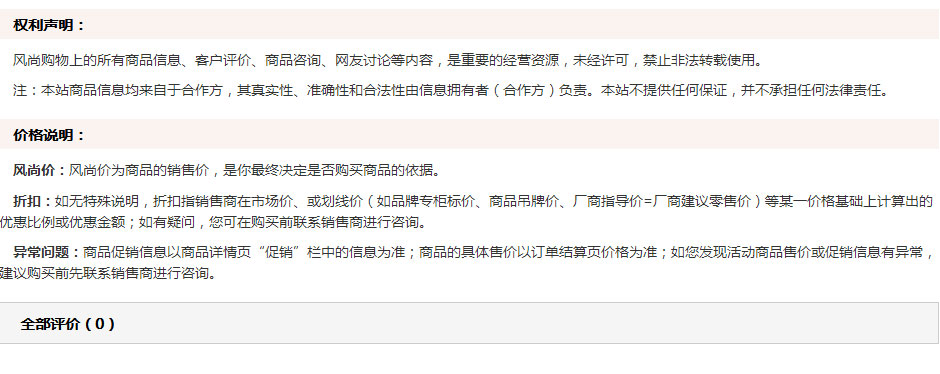 权利声明：
风尚购物上的所有商品信息、客户评价、商品咨询、网友讨论等内容，是重要的经营资源，未经许可，禁止非法转载使用。
注：本站商品信息均来自于合作方，其真实性、准确性和合法性由信息拥有者（合作方）负责。本站不提供任何保证，并不承担任何法律责任。
价格说明：
风尚价：风尚价为商品的销售价，是你最终决定是否购买商品的依据。
折扣：如无特殊说明，折扣指销售商在市场价、或划线价（如品牌专柜标价、商品吊牌价、厂商指导价=厂商建议零售价）等某一价格基础上计算出的
优惠比例或优惠金额；如有疑问，您可在购买前联系销售商进行咨询。
异常问题：商品促销信息以商品详情页“促销”栏中的信息为准；商品的具体售价以订单结算页价格为准；如您发现活动商品售价或促销信息有异常，
建议购买前先联系销售商进行咨询。
全部评价（0）